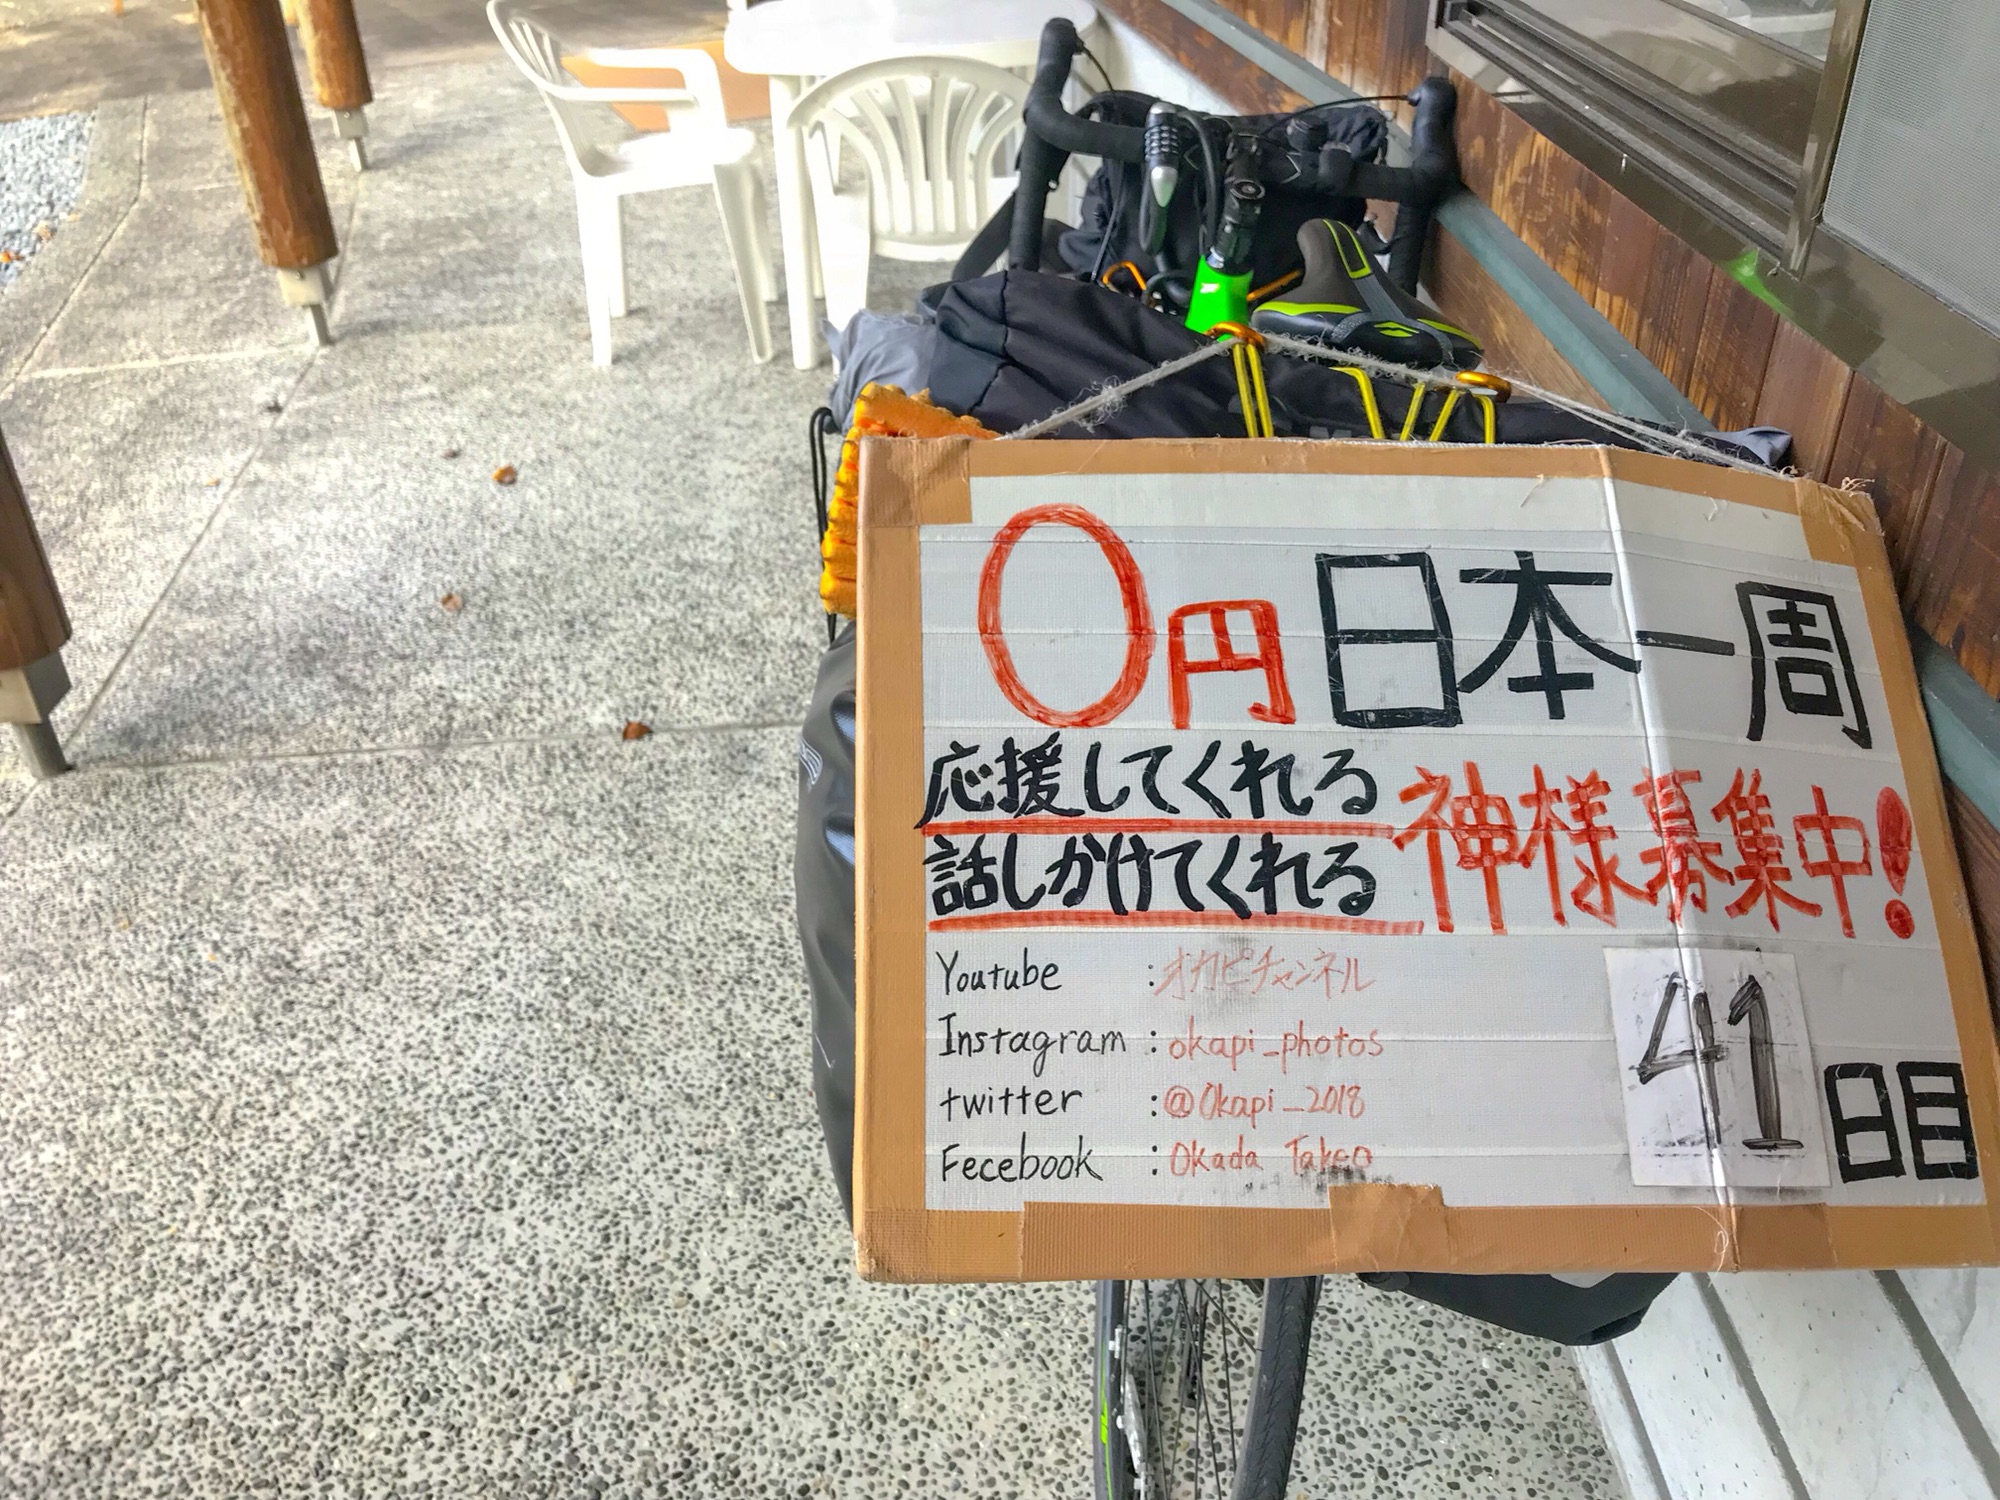 0円日本一周
応援してくれる
話しかけてくれる
神様募集中!
Youtube :オカピチャンネル
Instagram : okapi_photos
twitter :@Okapi_2018
Fecebook : Okada Takeo
41日目